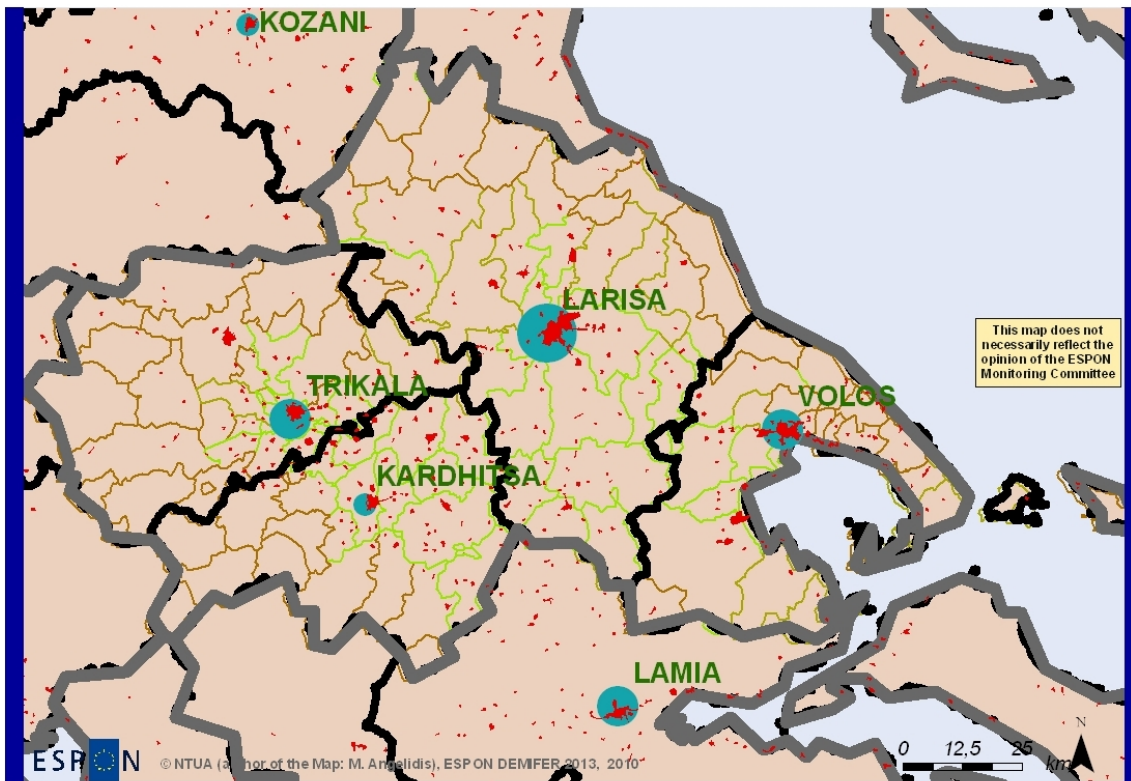 KOZANI
LARISA
This map does not
necessarily reflect the
opinion of the ESPON
Monitoring Committee
TRIKALA
VOLOS
KARDHITSA
LAMIA
ESPON
© NTUA (author of the Map: M. Angelidis), ESPON DEMIFER 2013, 2010
N
0 12,5 25
km